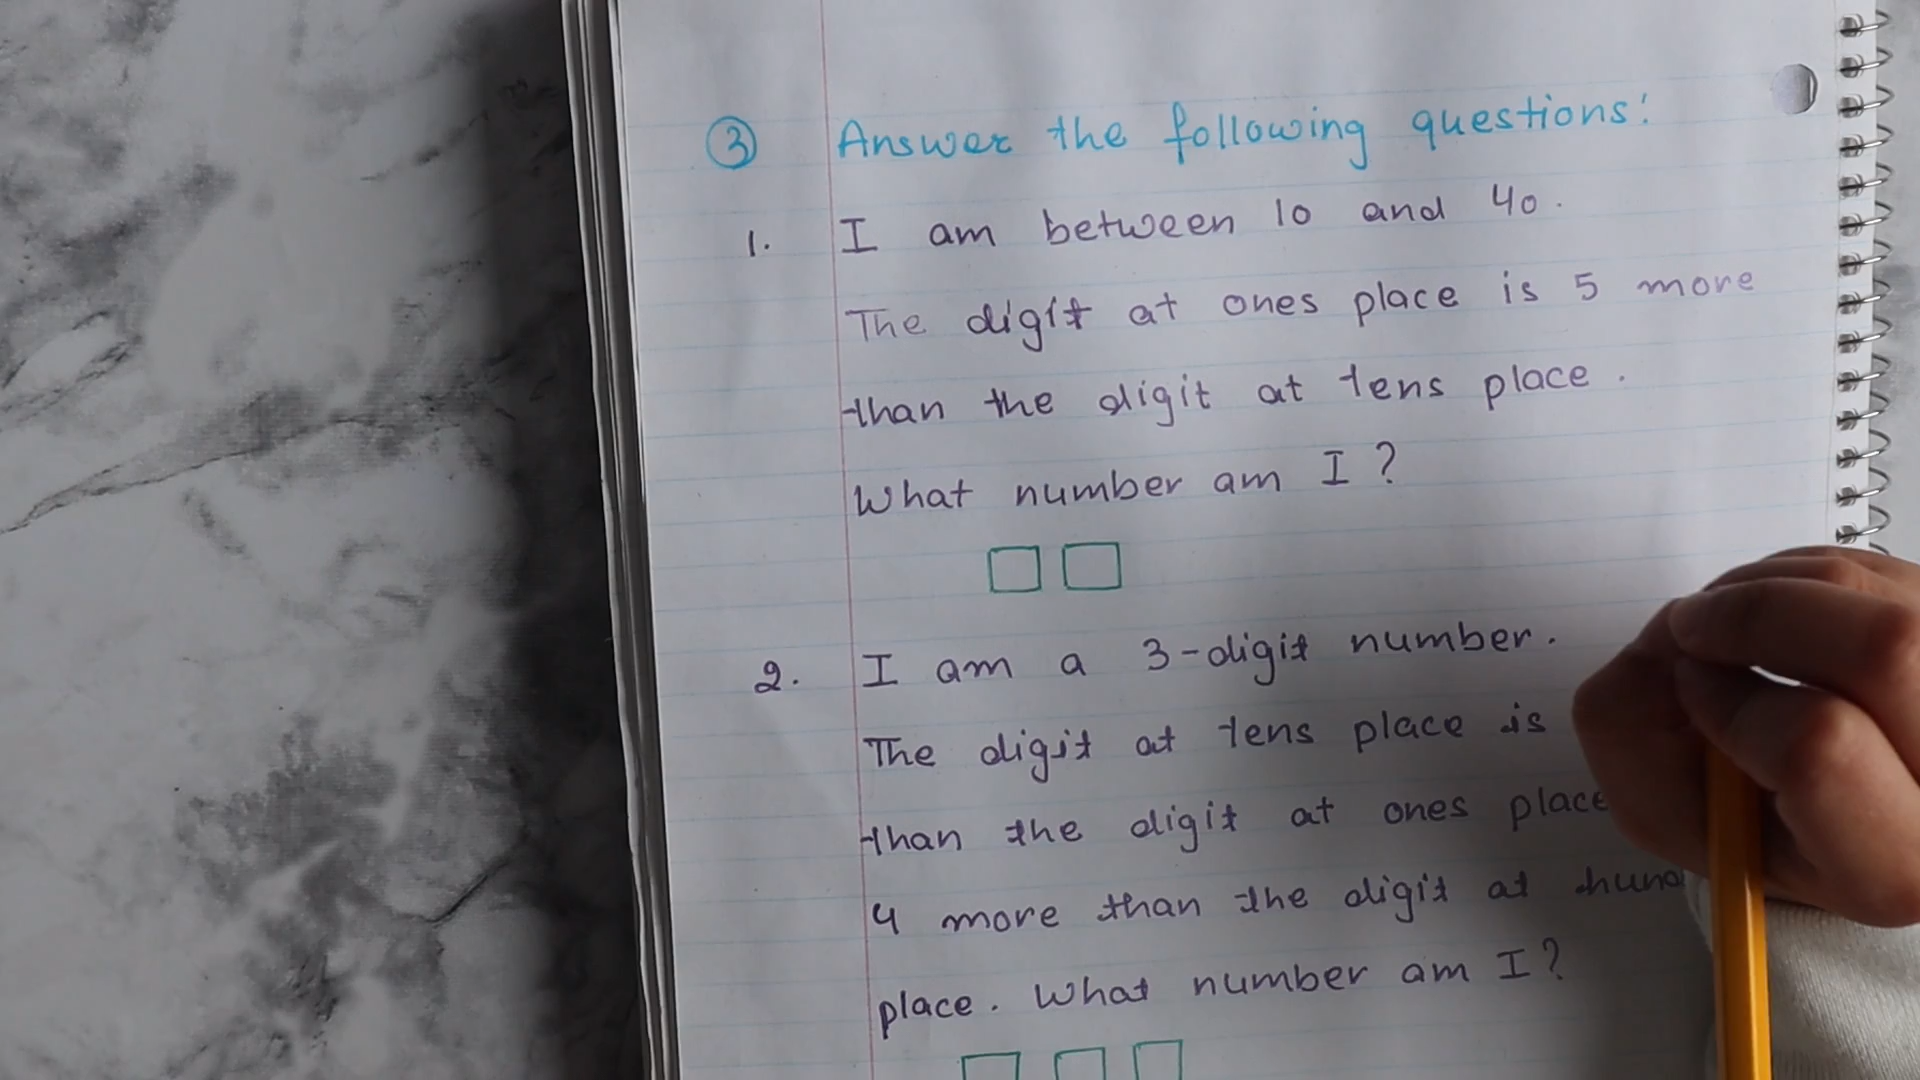 3 Answer the following questions:
1. I am between 10 and 40.
The digit at ones place is 5 more
than the digit at tens place.
What number am I?
2. I am a 3-digit number.
The digit at tens place is
than the digit at ones place
4 more than the digit at
place. What number am I?